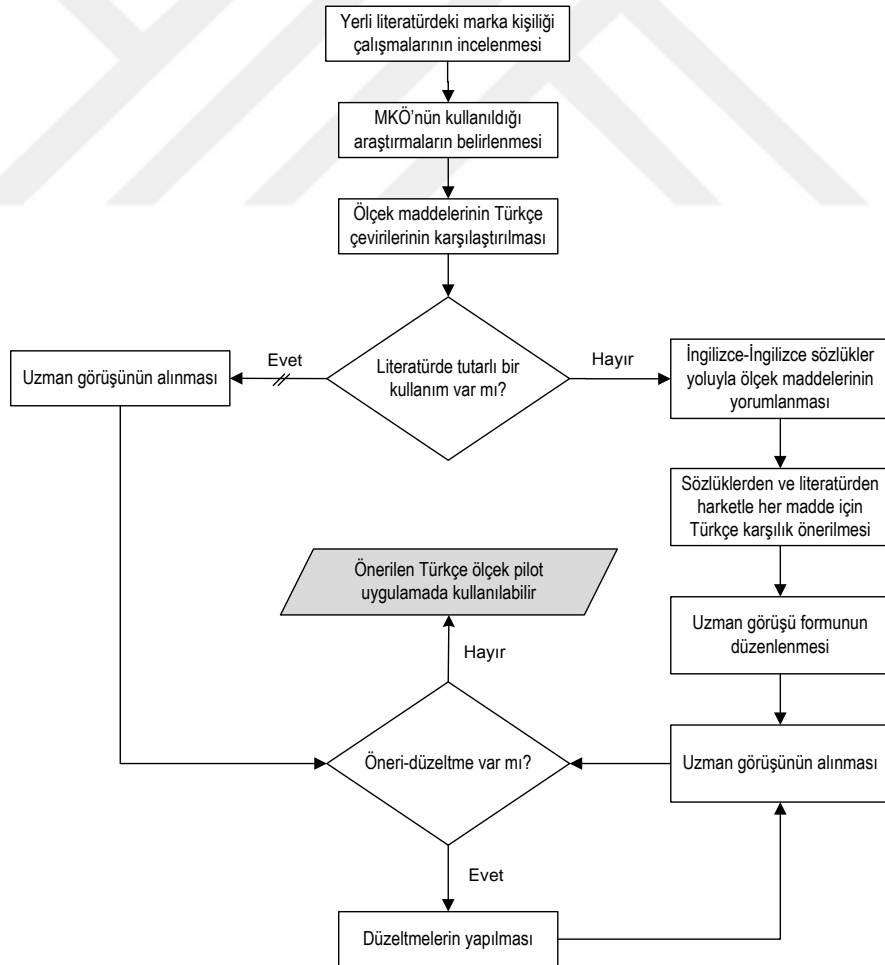 Yerli literatürdeki marka kişiliği
çalışmalarının incelenmesi
MKÖ'nün kullanıldığı
araştırmaların belirlenmesi
Ölçek maddelerinin Türkçe
çevirilerinin karşılaştırılması
Literatürde tutarlı bir
kullanım var mı?
Evet
Uzman görüşünün alınması
Hayır
İngilizce-İngilizce sözlükler
yoluyla ölçek maddelerinin
yorumlanması
Sözlüklerden ve literatürden
harketle her madde için
Türkçe karşılık önerilmesi
Uzman görüşü formunun
düzenlenmesi
Uzman görüşünün alınması
Öneri-düzeltme var mı?
Hayır
Önerilen Türkçe ölçek pilot
uygulamada kullanılabilir
Evet
Düzeltmelerin yapılması